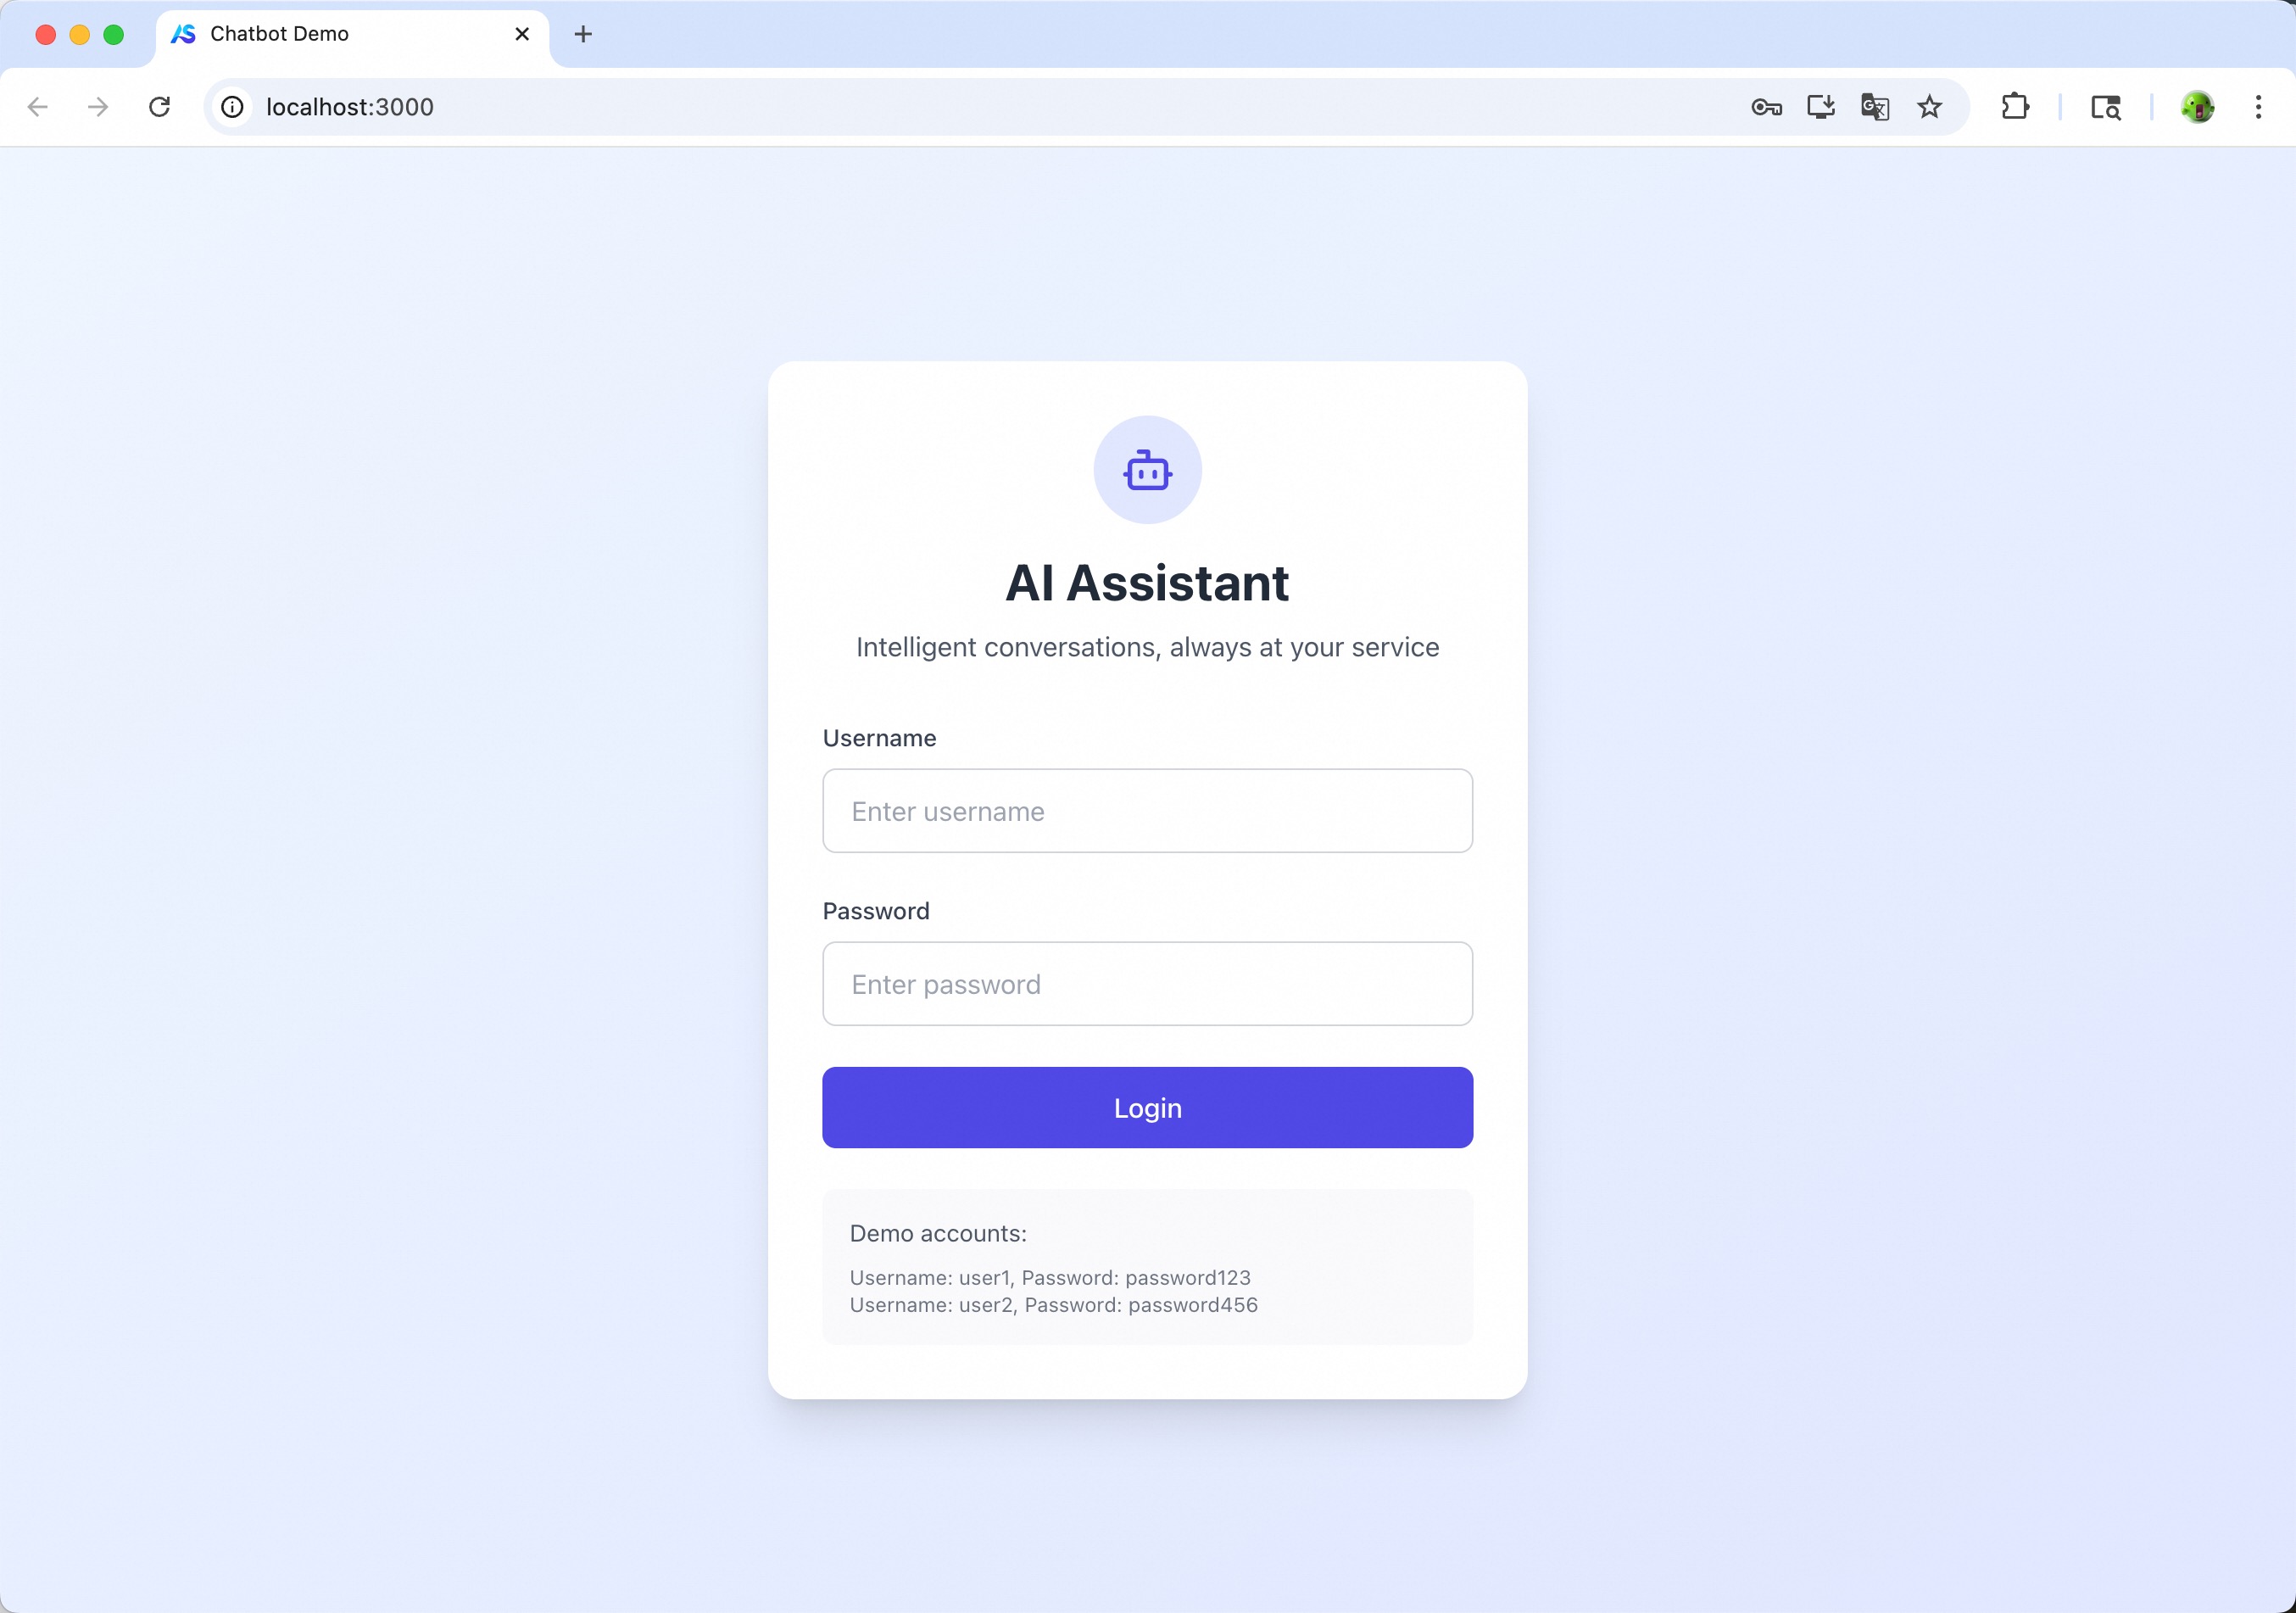 Chatbot Demo
localhost:3000
AI Assistant
Intelligent conversations, always at your service
Username
Enter username
Password
Enter password
Login
Demo accounts:
Username: user1, Password: password123
Username: user2, Password: password456